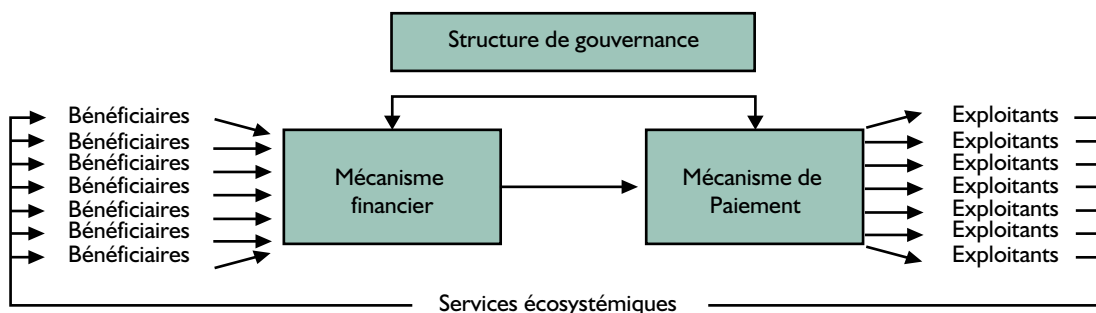 Structure de gouvernance
Bénéficiaires
Bénéficiaires
Bénéficiaires
Bénéficiaires
Bénéficiaires
Bénéficiaires
Bénéficiaires
Mécanisme
financier
Mécanisme de
Paiement
Exploitants
Exploitants
Exploitants
Exploitants
Exploitants
Exploitants
Exploitants
Services écosystémiques